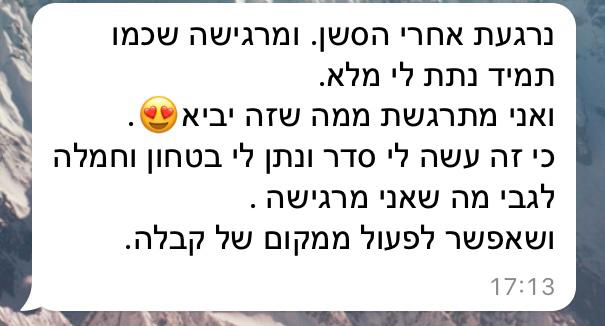 נרגעת אחרי הסשן. ומרגישה שכמו
תמיד נתת לי מלא.
ואני מתרגשת ממה שזה יביא😍.
כי זה עשה לי סדר ונתן לי בטחון וחמלה
לגבי מה שאני מרגישה .
ושאפשר לפעול ממקום של קבלה.
17:13